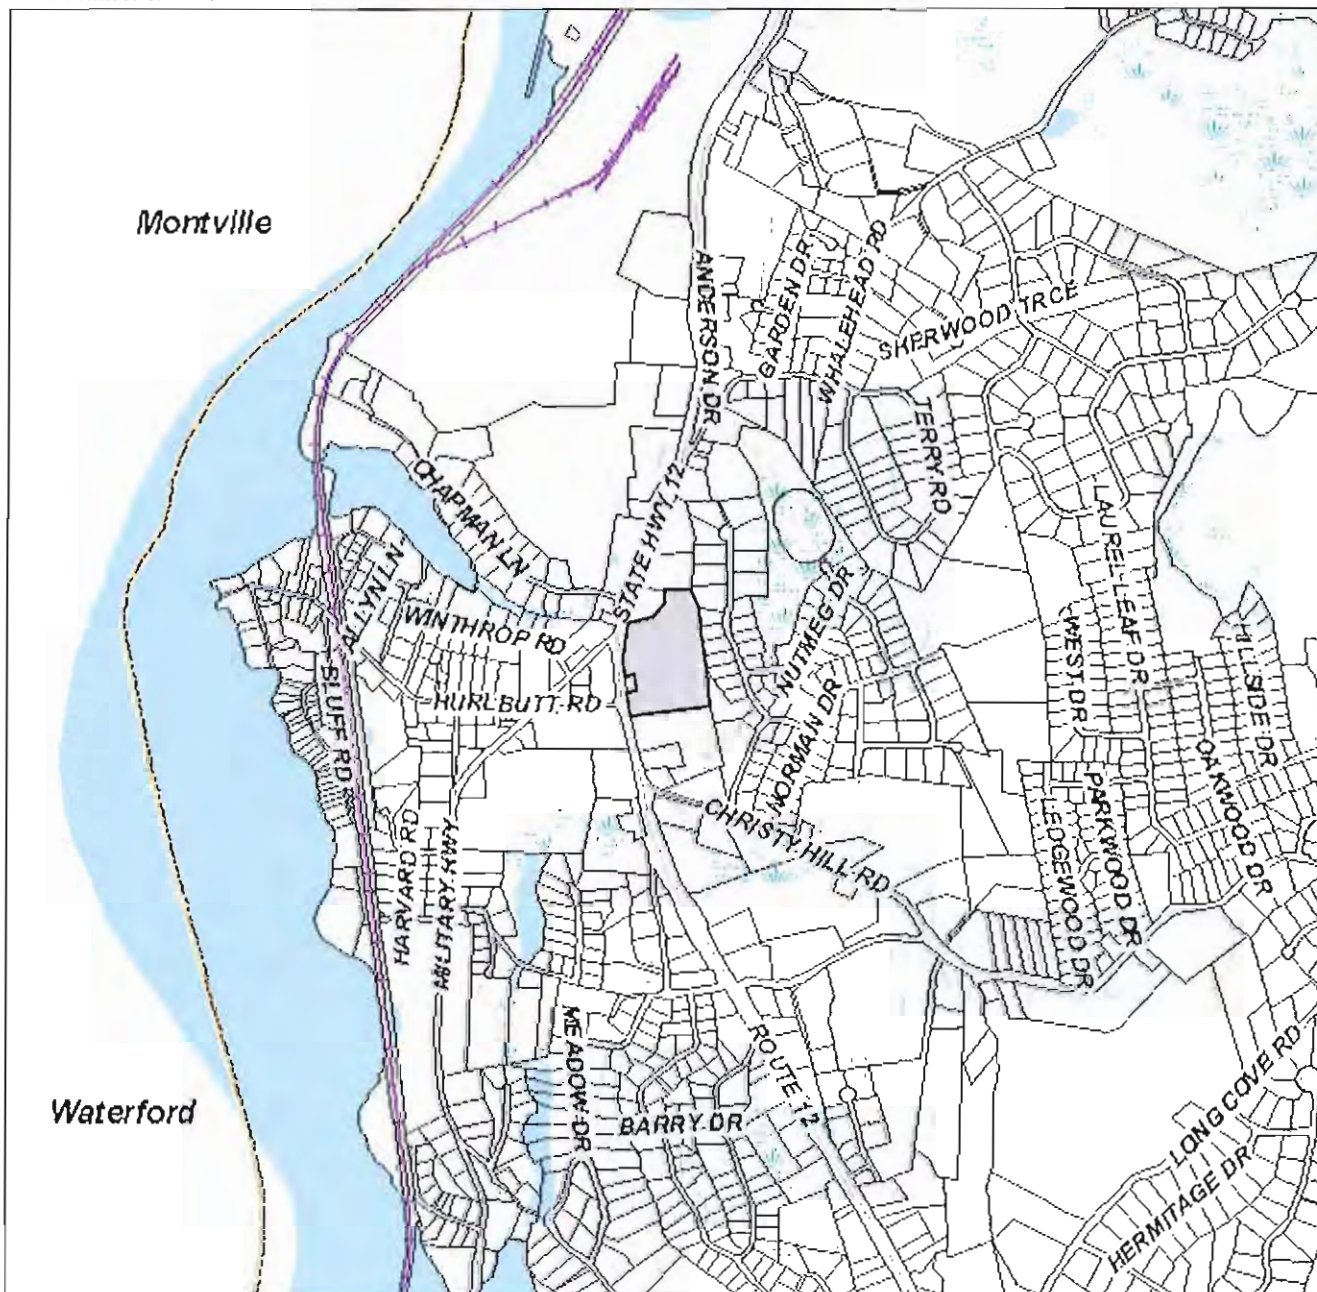 Montville
ANDERSON DR
GARDEN DR
WHALEHEAD RD
SHERWOOD TRCE
TERRY RD
STATE HWY. 12
CHAPMAN LN
LAUREL LEAF DR
ALLYN LN
WINTHROP RD
NUTMEG DR
WEST DR
HILLSIDE DR
BLUFF RD
HURLBUTT RD
NORMAN DR
OAKWOOD DR
PARKWOOD DR
LEDGEWOOD DR
CHRISTY HILL RD
HARVARD RD
MILITARY HWY
MEADOW DR
ROUTE 12
LONG COVE RD
Waterford
BARRY DR
HERMITAGE DR